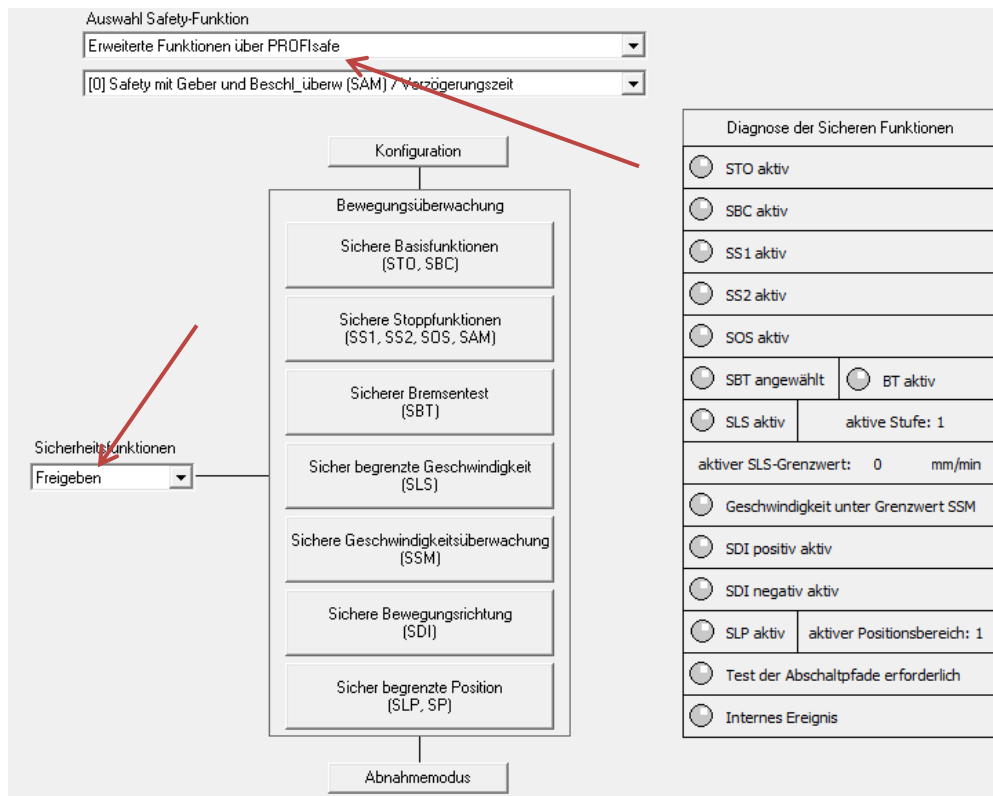 Auswahl Safety-Funktion
Erweiterte Funktionen über PROFIsafe
[0] Safety mit Geber und Beschl_überw (SAM) / Verzögerungszeit
Konfiguration
Bewegungsüberwachung
Sichere Basisfunktionen
(STO, SBC)
Sichere Stoppfunktionen
(SS1, SS2, SOS, SAM)
Sicherer Bremsentest
(SBT)
Sicher begrenzte Geschwindigkeit
(SLS)
Sichere Geschwindigkeitsüberwachung
(SSM)
Sichere Bewegungsrichtung
(SDI)
Sicher begrenzte Position
(SLP, SP)
Abnahmemodus
Sicherheitsfunktionen
Freigeben
Diagnose der Sicheren Funktionen
STO aktiv
SBC aktiv
SS1 aktiv
SS2 aktiv
SOS aktiv
SBT angewählt BT aktiv
SLS aktiv aktive Stufe: 1
aktiver SLS-Grenzwert: 0 mm/min
Geschwindigkeit unter Grenzwert SSM
SDI positiv aktiv
SDI negativ aktiv
SLP aktiv aktiver Positionsbereich: 1
Test der Abschaltpfade erforderlich
Internes Ereignis